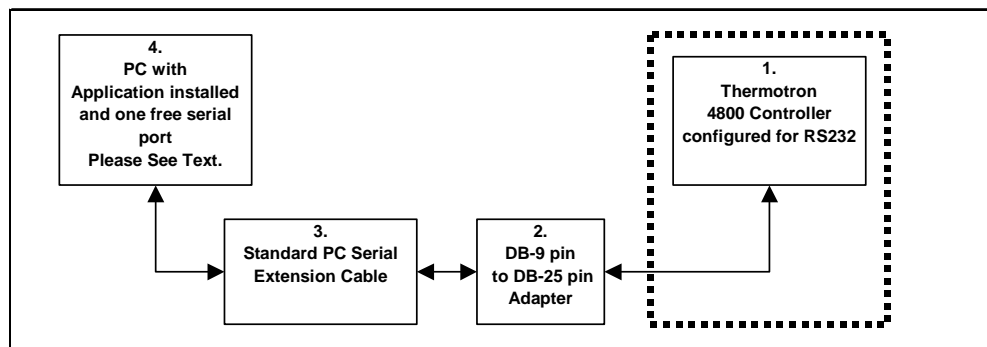 4.
PC with
Application installed
and one free serial
port
Please See Text.
1.
Thermotron
4800 Controller
configured for RS232
3.
Standard PC Serial
Extension Cable
2.
DB-9 pin
to DB-25 pin
Adapter